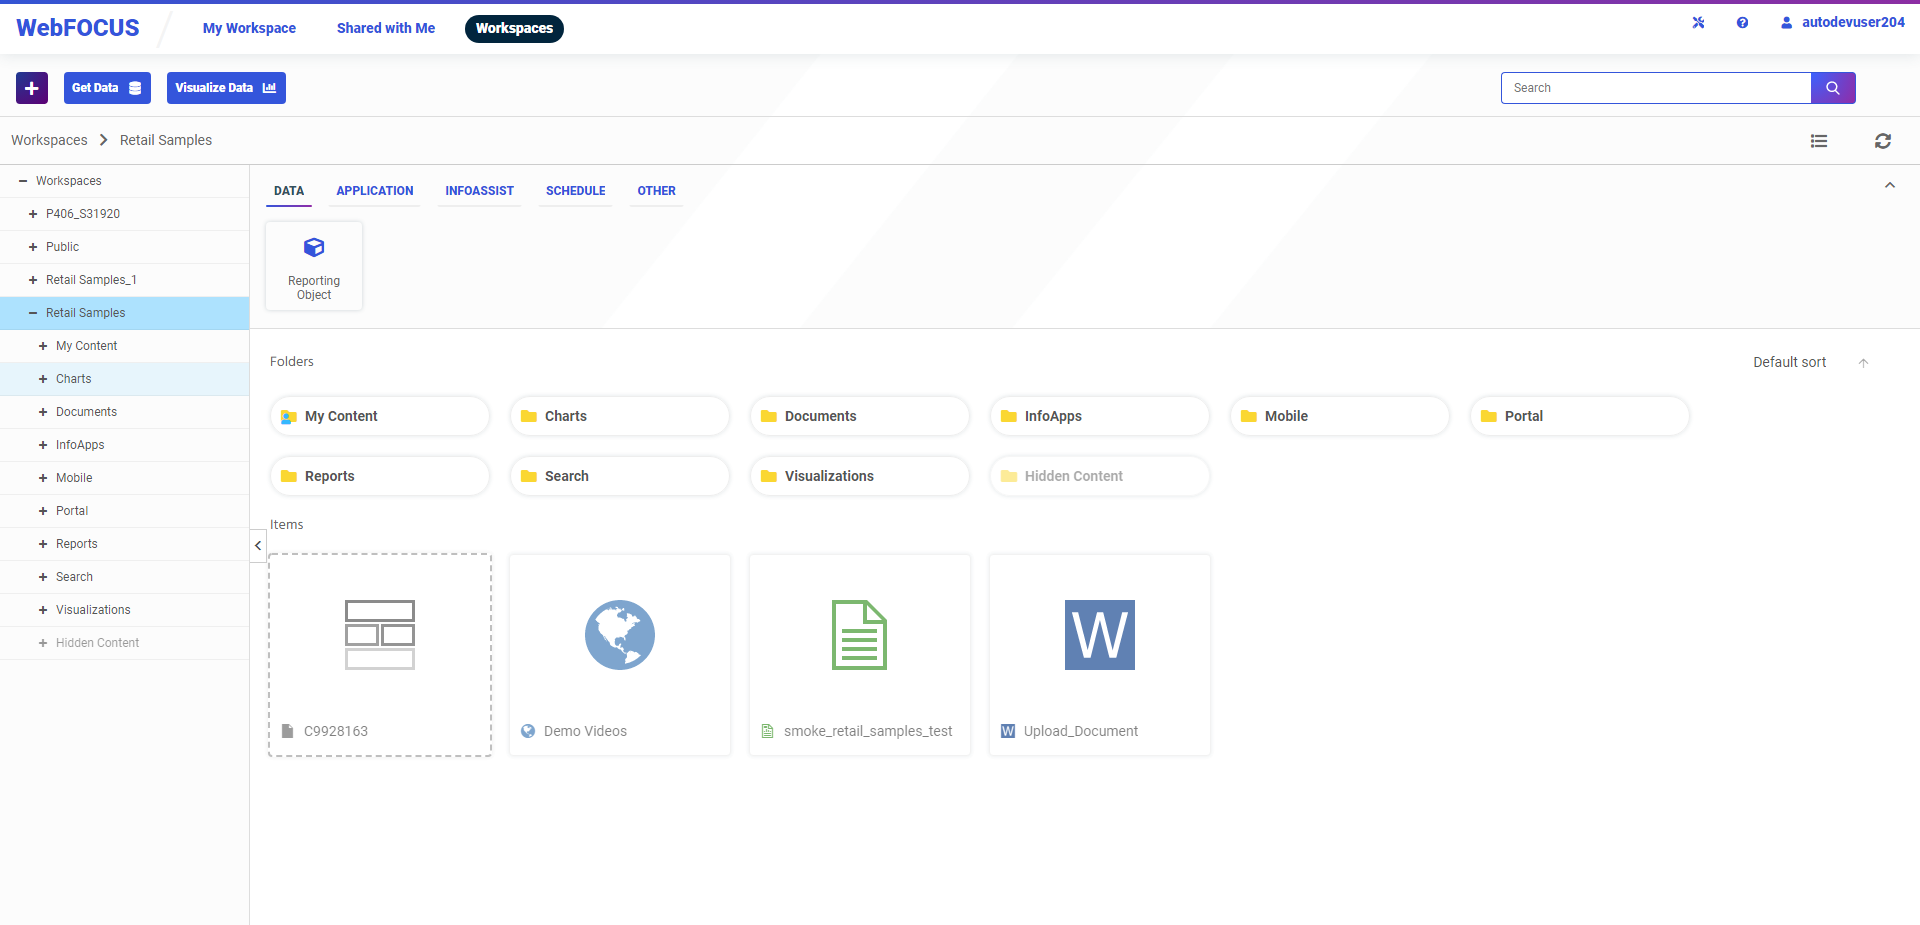 WebFOCUS
My Workspace
Shared with Me
Workspaces
autodevuser204
Get Data
Visualize Data
Search
Workspaces
Retail Samples
Workspaces
P406_S31920
Public
Retail Samples_1
Retail Samples
My Content
Charts
Documents
InfoApps
Mobile
Portal
Reports
Search
Visualizations
Hidden Content
DATA
APPLICATION
INFOASSIST
SCHEDULE
OTHER
Reporting
Object
Folders
Default sort
My Content
Charts
Documents
InfoApps
Mobile
Portal
Reports
Search
Visualizations
Hidden Content
Items
W
C9928163
Demo Videos
smoke_retail_samples_test
W
Upload_Document